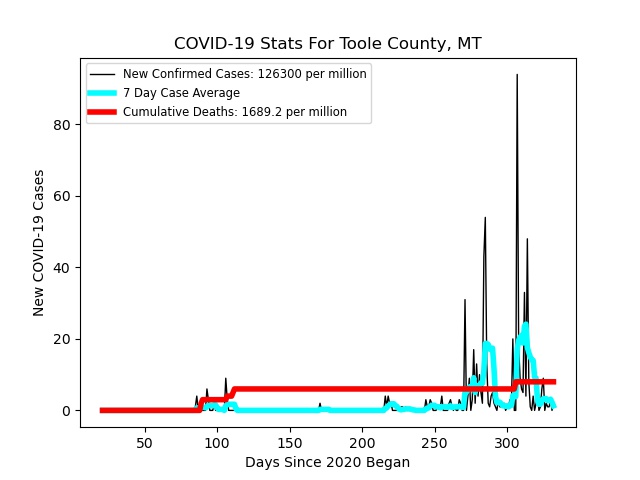 COVID-19 Stats For Toole County, MT
New Confirmed Cases: 126300 per million
7 Day Case Average
Cumulative Deaths: 1689.2 per million
New COVID-19 Cases
80
60
40
20
0
50 100 150 200 250 300
Days Since 2020 Began